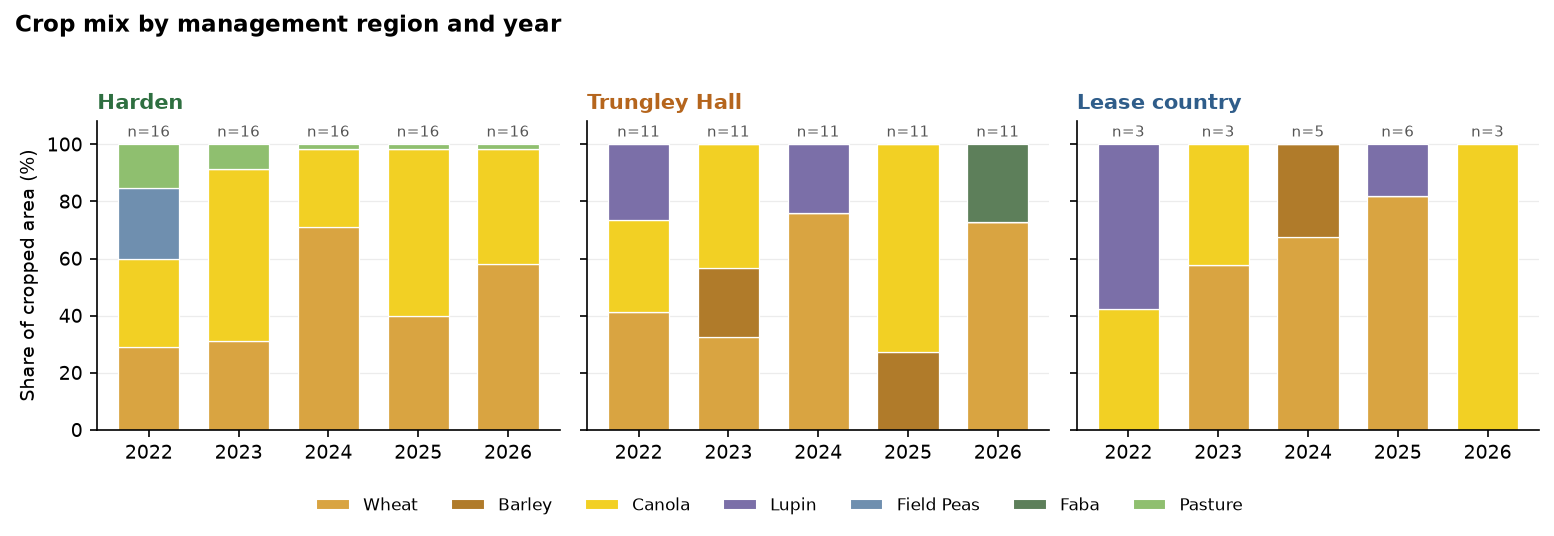 Crop mix by management region and year
Harden
Trungley Hall
Lease country
n=16 n=16 n=16 n=16 n=16
n=11 n=11 n=11 n=11 n=11
n=3 n=3 n=5 n=6 n=3
Share of cropped area (%)
100
80
60
40
20
0
2022 2023 2024 2025 2026
2022 2023 2024 2025 2026
2022 2023 2024 2025 2026
Wheat Barley Canola Lupin Field Peas Faba Pasture